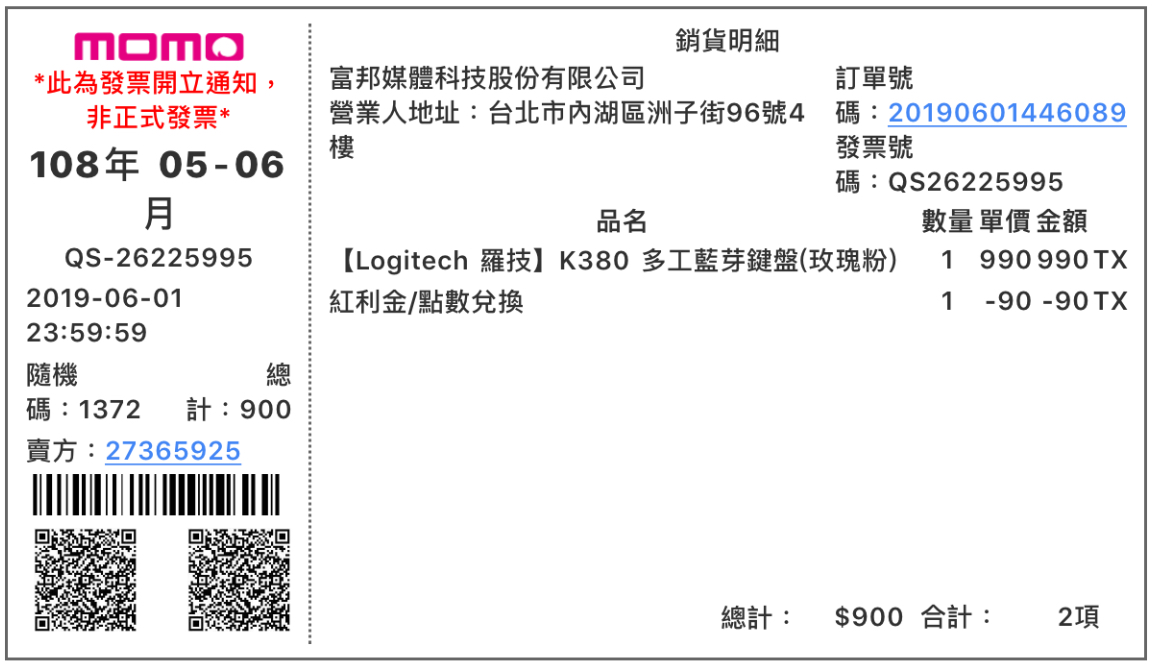 momo
*此為發票開立通知，
非正式發票*
108年 05-06
月
QS-26225995
2019-06-01
23:59:59
隨機 總
碼：1372 計：900
賣方：27365925
銷貨明細
富邦媒體科技股份有限公司
營業人地址：台北市內湖區洲子街96號4
樓
訂單號
碼：20190601446089
發票號
碼：QS26225995
品名 數量 單價 金額
【Logitech 羅技】K380 多工藍芽鍵盤(玫瑰粉) 1 990 990 TX
紅利金/點數兌換 1 -90 -90 TX
總計： $900 合計： 2項